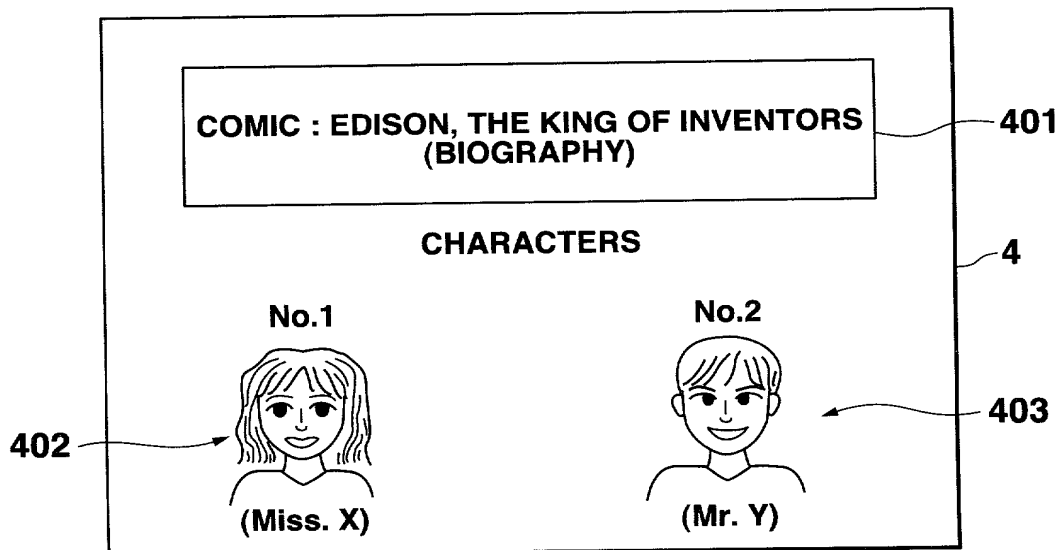 COMIC : EDISON, THE KING OF INVENTORS
(BIOGRAPHY)
401
CHARACTERS
4
No.1
No.2
402
403
(Miss. X)
(Mr. Y)